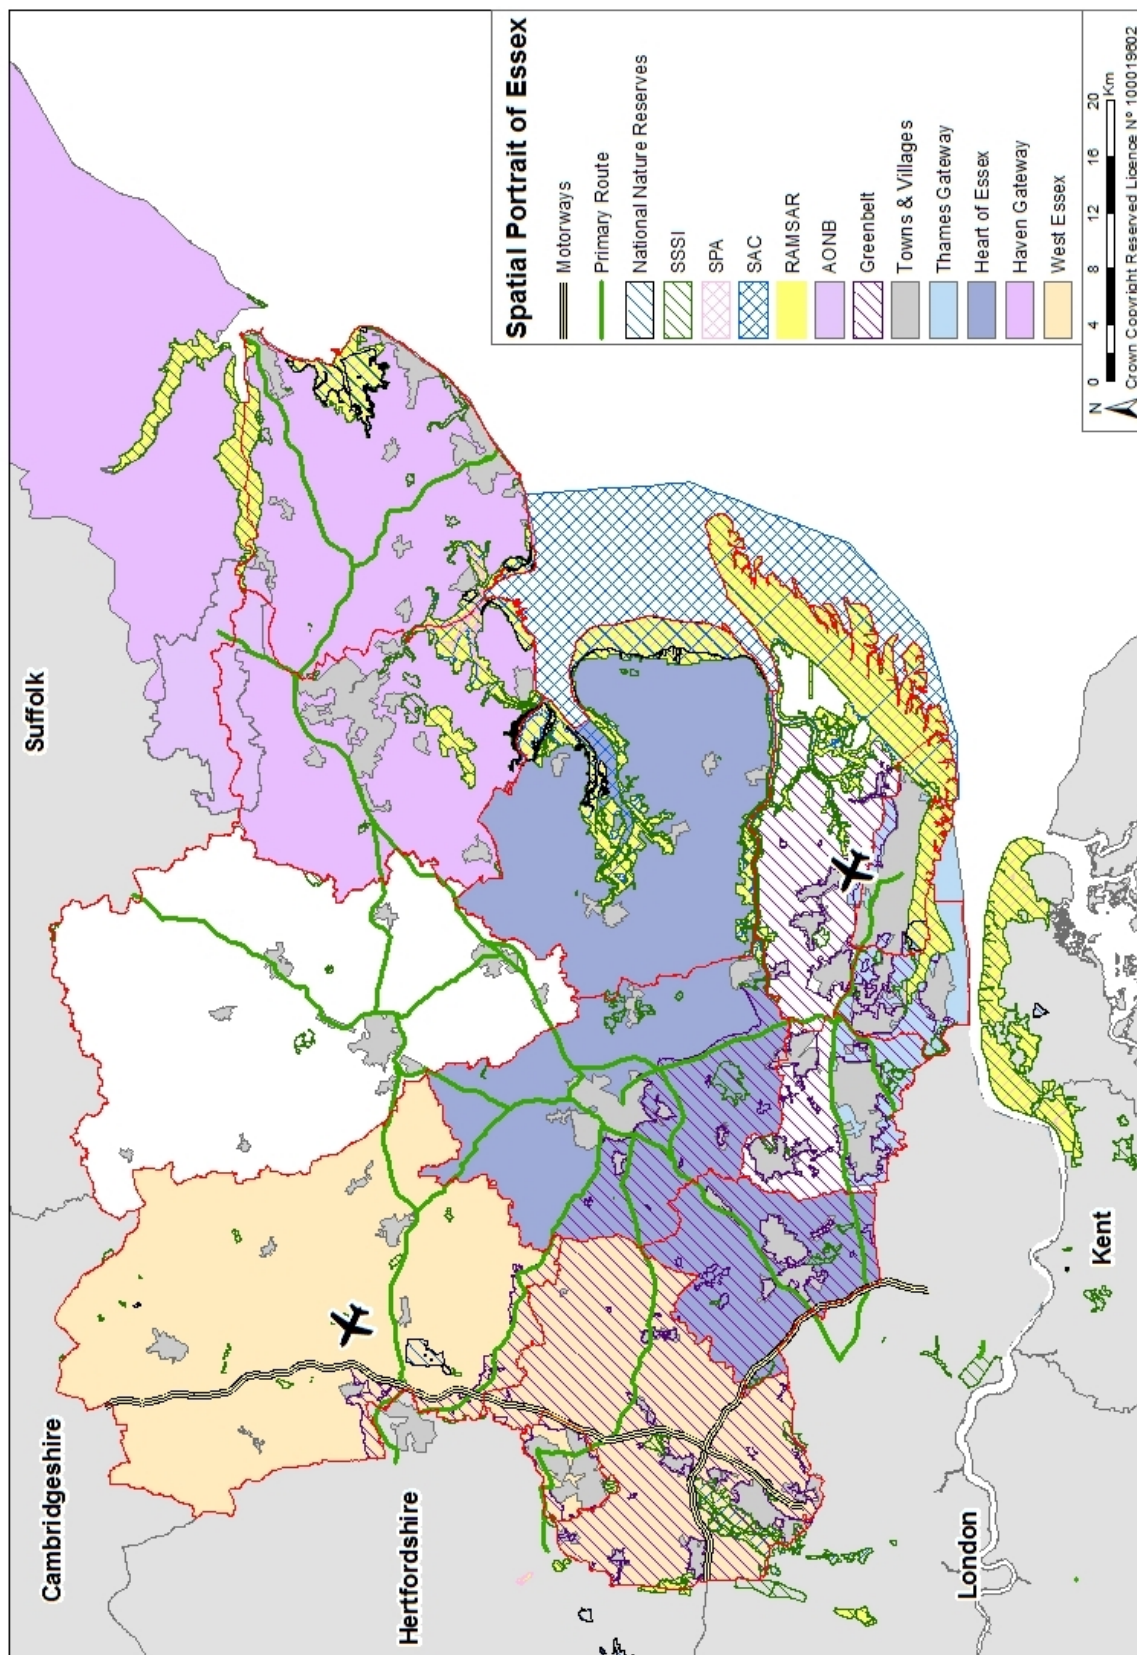 Cambridgeshire
Suffolk
Hertfordshire
London
Kent
Spatial Portrait of Essex
Motorways
Primary Route
National Nature Reserves
SSSI
SPA
SAC
RAMSAR
AONB
Greenbelt
Towns & Villages
Thames Gateway
Heart of Essex
Haven Gateway
West Essex
N
0 4 8 12 16 20
Km
Crown Copyright Reserved Licence Nº 100019602